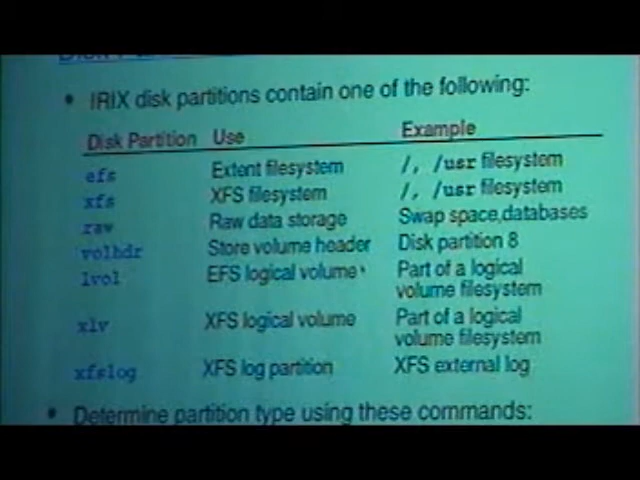 • IRIX disk partitions contain one of the following:
Disk Partition Use Example
efs Extent filesystem /, /usr filesystem
xfs XFS filesystem /, /usr filesystem
raw Raw data storage Swap space,databases
volhdr Store volume header Disk partition 8
lvol EFS logical volume Part of a logical
volume filesystem
xlv XFS logical volume Part of a logical
volume filesystem
xfslog XFS log partition XFS external log
• Determine partition type using these commands: